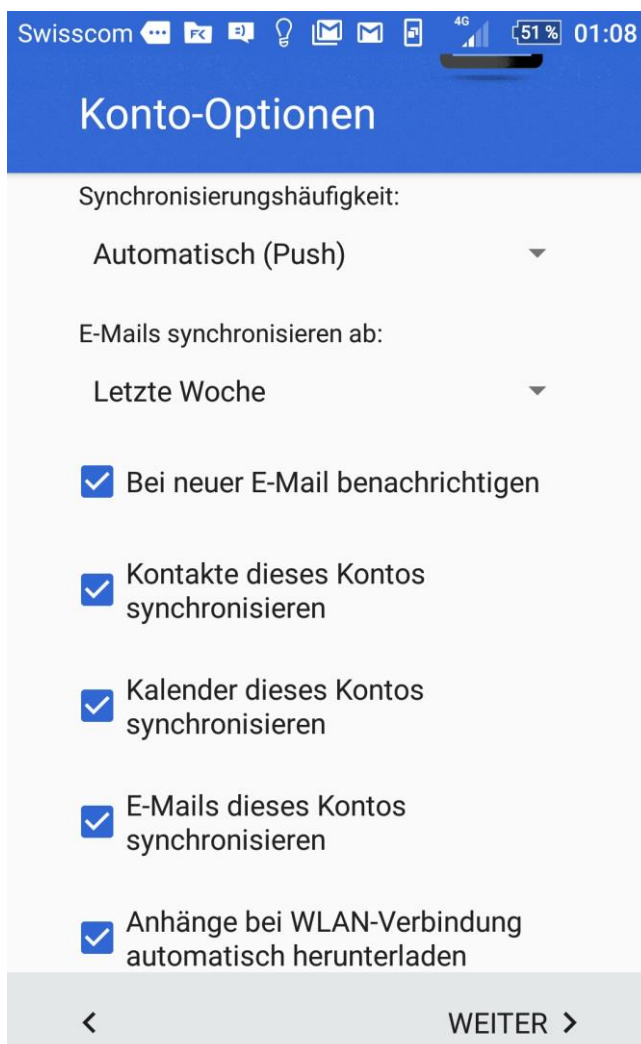 Swisscom 4G 51 % 01:08
Konto-Optionen
Synchronisierungshäufigkeit:
Automatisch (Push)
E-Mails synchronisieren ab:
Letzte Woche
Bei neuer E-Mail benachrichtigen
Kontakte dieses Kontos
synchronisieren
Kalender dieses Kontos
synchronisieren
E-Mails dieses Kontos
synchronisieren
Anhänge bei WLAN-Verbindung
automatisch herunterladen
WEITER